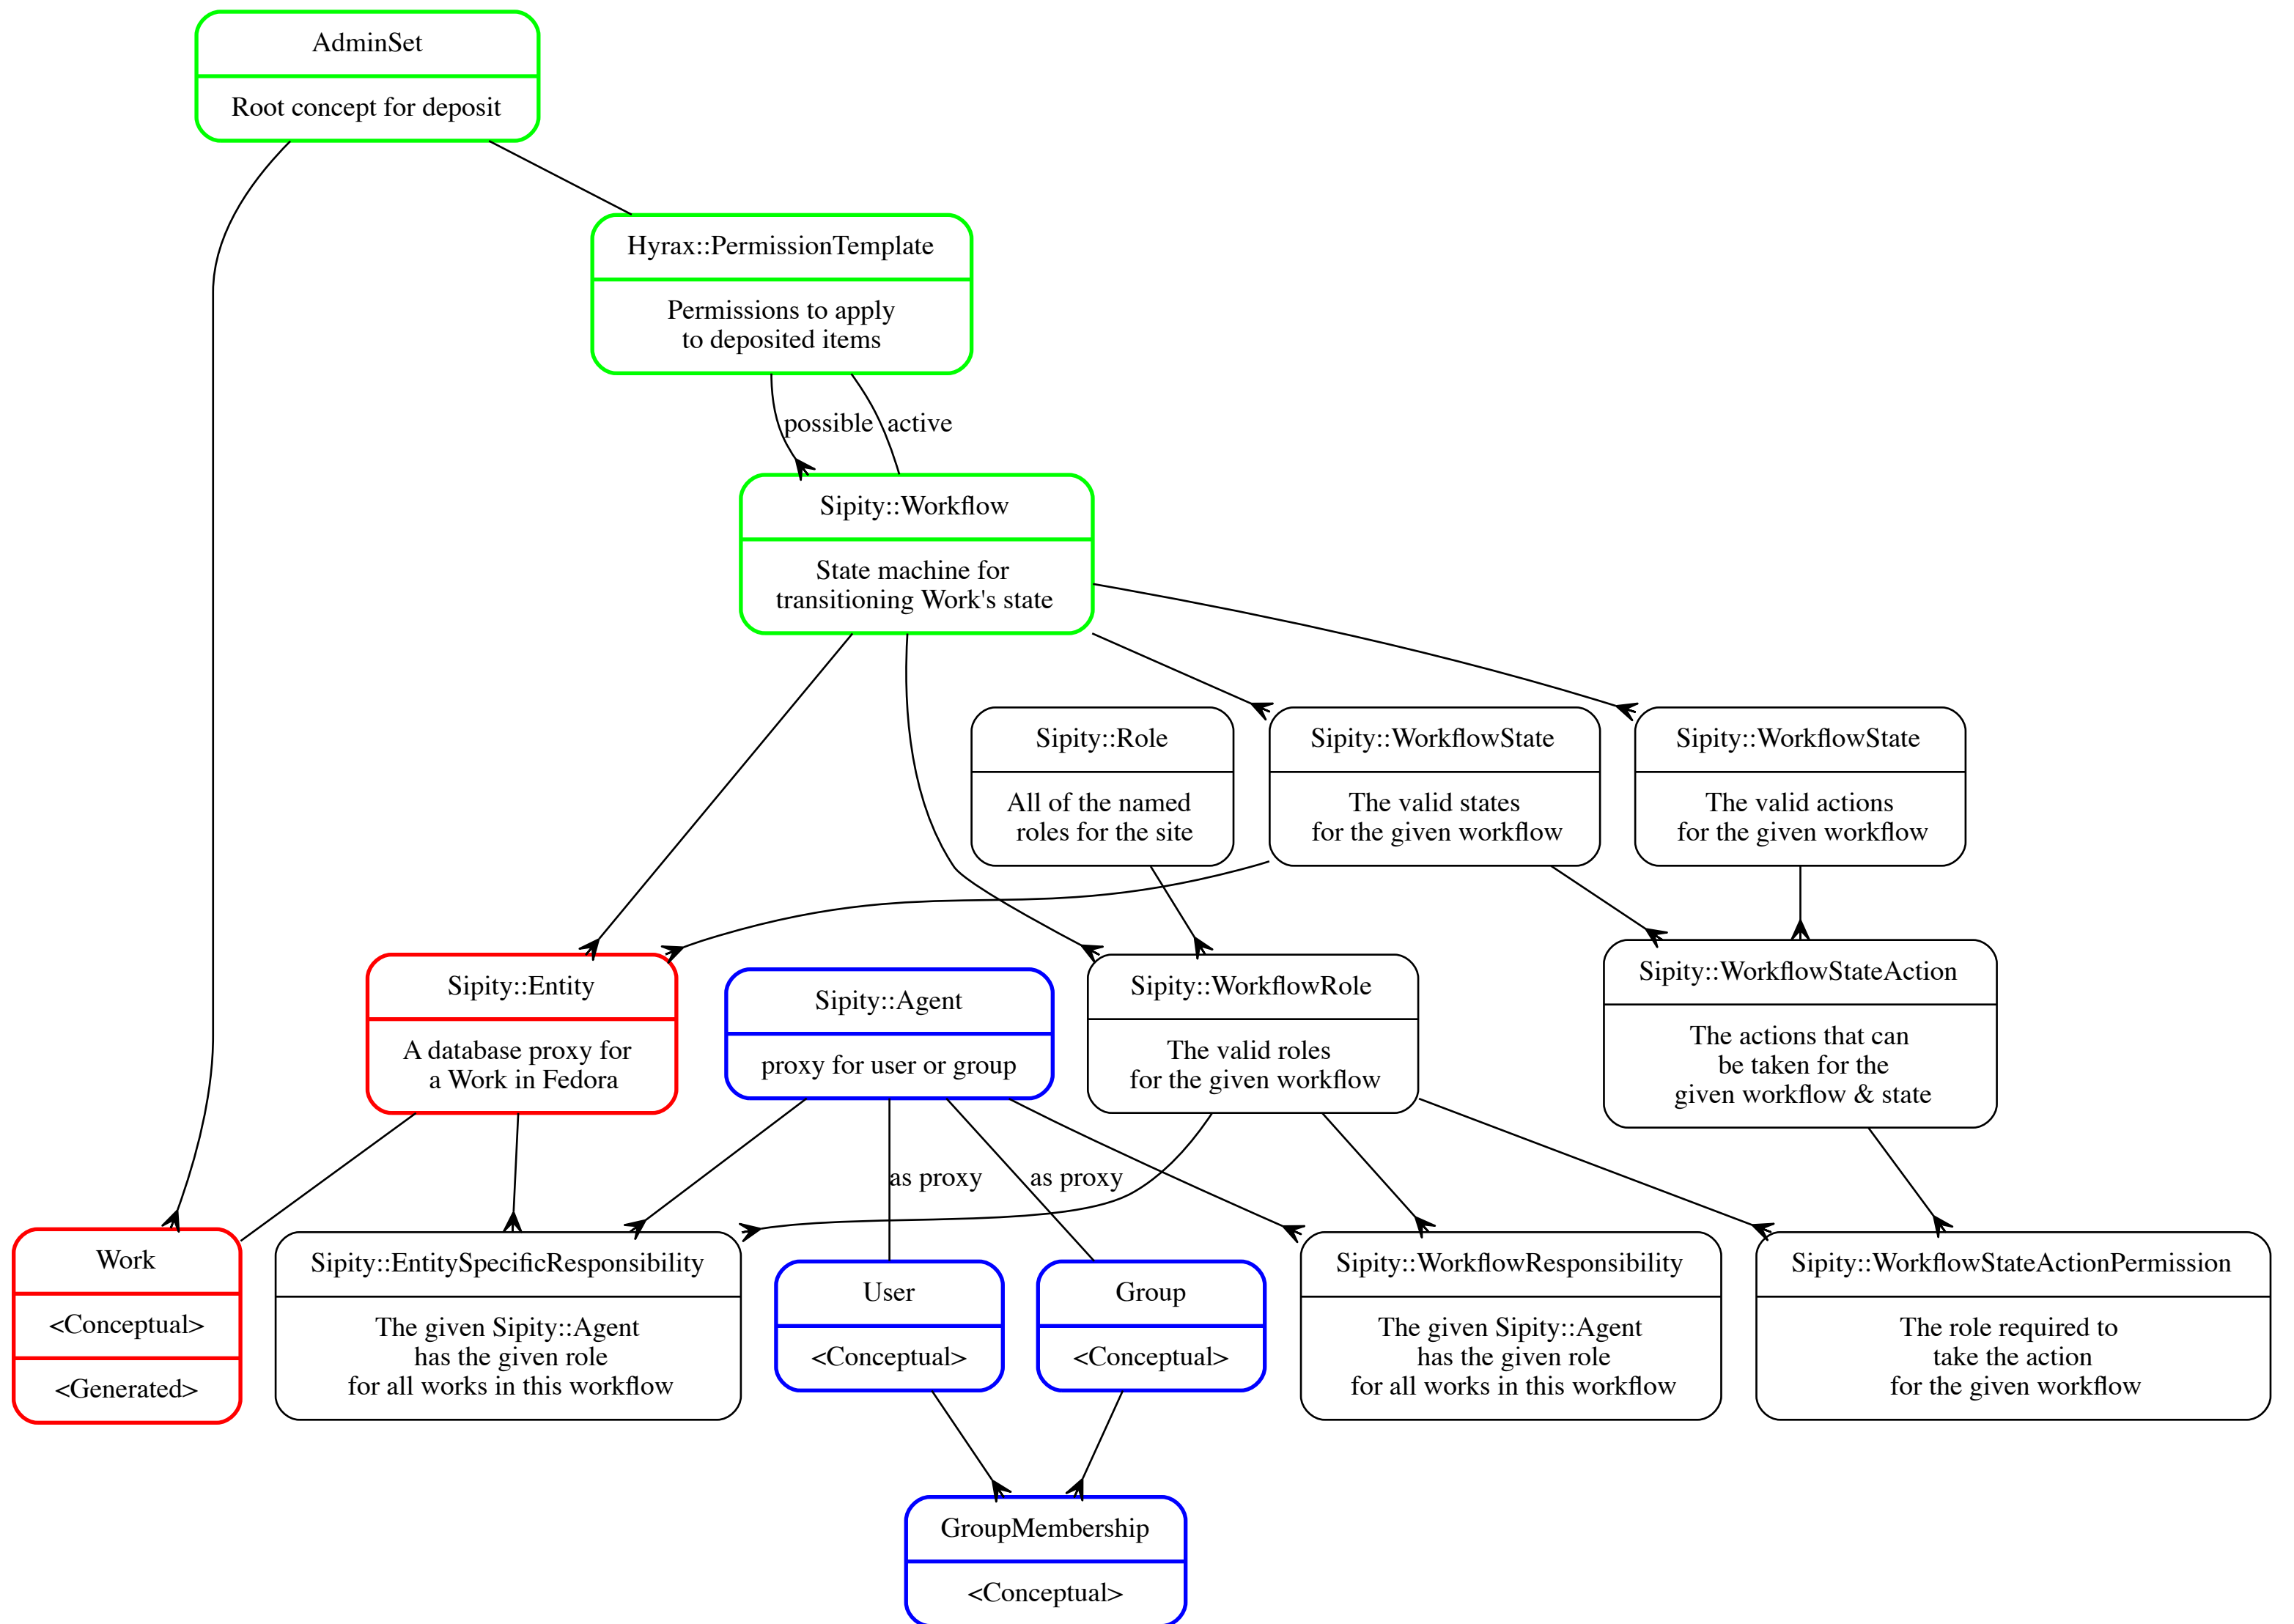 AdminSet
Root concept for deposit
Hyrax::PermissionTemplate
Permissions to apply
to deposited items
possible
active
Sipity::Workflow
State machine for
transitioning Work's state
Sipity::Role
All of the named
roles for the site
Sipity::WorkflowState
The valid states
for the given workflow
Sipity::WorkflowState
The valid actions
for the given workflow
Sipity::Entity
A database proxy for
a Work in Fedora
Sipity::Agent
proxy for user or group
Sipity::WorkflowRole
The valid roles
for the given workflow
Sipity::WorkflowStateAction
The actions that can
be taken for the
given workflow & state
as proxy
as proxy
Work
<Conceptual>
<Generated>
Sipity::EntitySpecificResponsibility
The given Sipity::Agent
has the given role
for all works in this workflow
User
<Conceptual>
Group
<Conceptual>
Sipity::WorkflowResponsibility
The given Sipity::Agent
has the given role
for all works in this workflow
Sipity::WorkflowStateActionPermission
The role required to
take the action
for the given workflow
GroupMembership
<Conceptual>